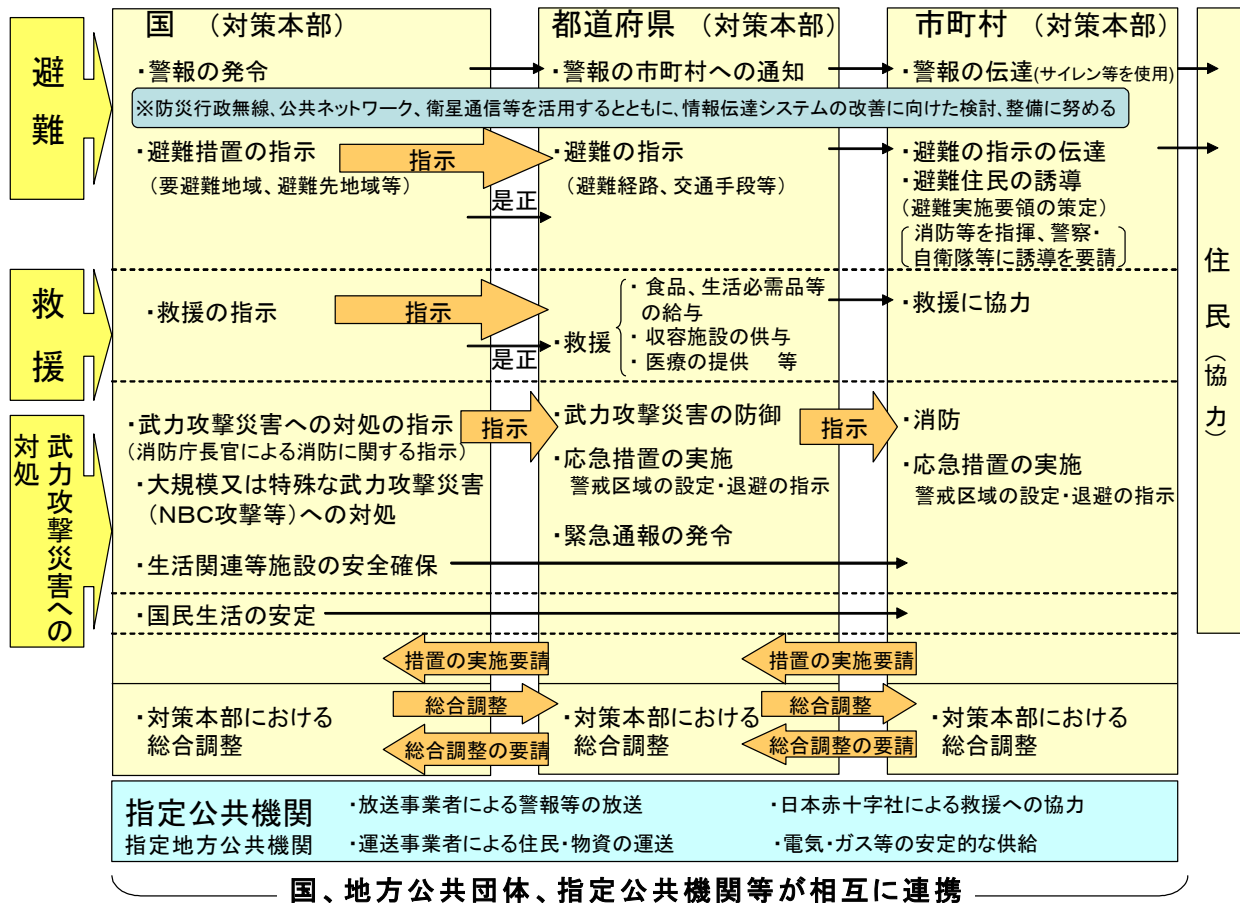 国 (対策本部)
都道府県 (対策本部)
市町村 (対策本部)
避難
・警報の発令
・警報の市町村への通知
・警報の伝達(サイレン等を使用)
※防災行政無線、公共ネットワーク、衛星通信等を活用するとともに、情報伝達システムの改善に向けた検討、整備に努める
・避難措置の指示
(要避難地域、避難先地域等)
指示
是正
・避難の指示
(避難経路、交通手段等)
・避難の指示の伝達
・避難住民の誘導
(避難実施要領の策定)
消防等を指揮、警察・
自衛隊等に誘導を要請
住民(協力)
救援
・救援の指示
指示
是正
・救援
・食品、生活必需品等
の給与
・収容施設の供与
・医療の提供 等
・救援に協力
武力攻撃災害への
対処
・武力攻撃災害への対処の指示
(消防庁長官による消防に関する指示)
・大規模又は特殊な武力攻撃災害
(NBC攻撃等)への対処
指示
・武力攻撃災害の防御
・応急措置の実施
警戒区域の設定・退避の指示
・緊急通報の発令
指示
・消防
・応急措置の実施
警戒区域の設定・退避の指示
・生活関連等施設の安全確保
・国民生活の安定
措置の実施要請
措置の実施要請
・対策本部における
総合調整
総合調整
総合調整の要請
・対策本部における
総合調整
総合調整
総合調整の要請
・対策本部における
総合調整
指定公共機関
指定地方公共機関
・放送事業者による警報等の放送
・日本赤十字社による救援への協力
・運送事業者による住民・物資の運送
・電気・ガス等の安定的な供給
国、地方公共団体、指定公共機関等が相互に連携